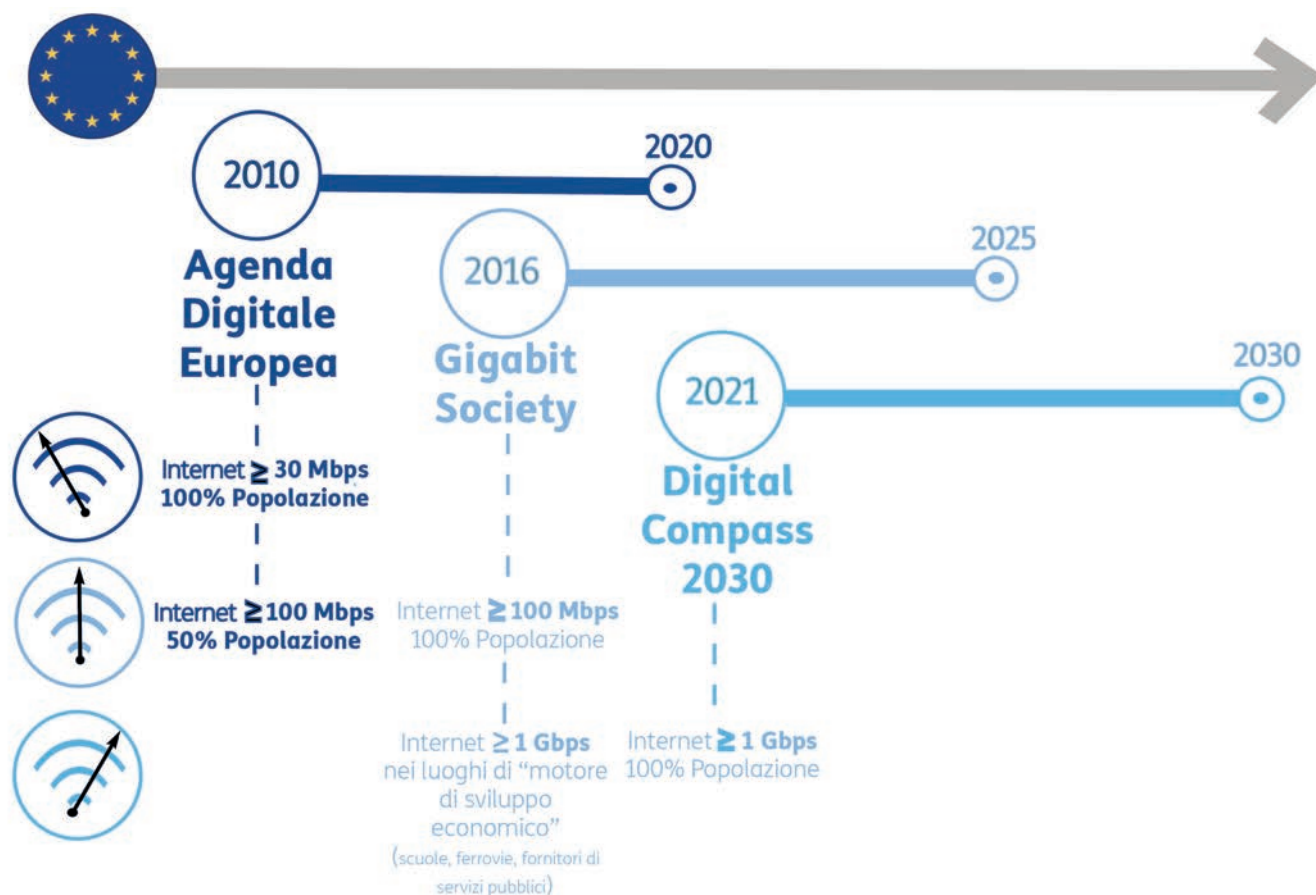 2010
2020
Agenda
Digitale
Europea
Internet ≥ 30 Mbps
100% Popolazione
Internet ≥ 100 Mbps
50% Popolazione
2016
2025
Gigabit
Society
Internet ≥ 100 Mbps
100% Popolazione
Internet ≥ 1 Gbps
nei luoghi di “motore
di sviluppo
economico”
(scuole, ferrovie, fornitori di
servizi pubblici)
2021
2030
Digital
Compass
2030
Internet ≥ 1 Gbps
100% Popolazione